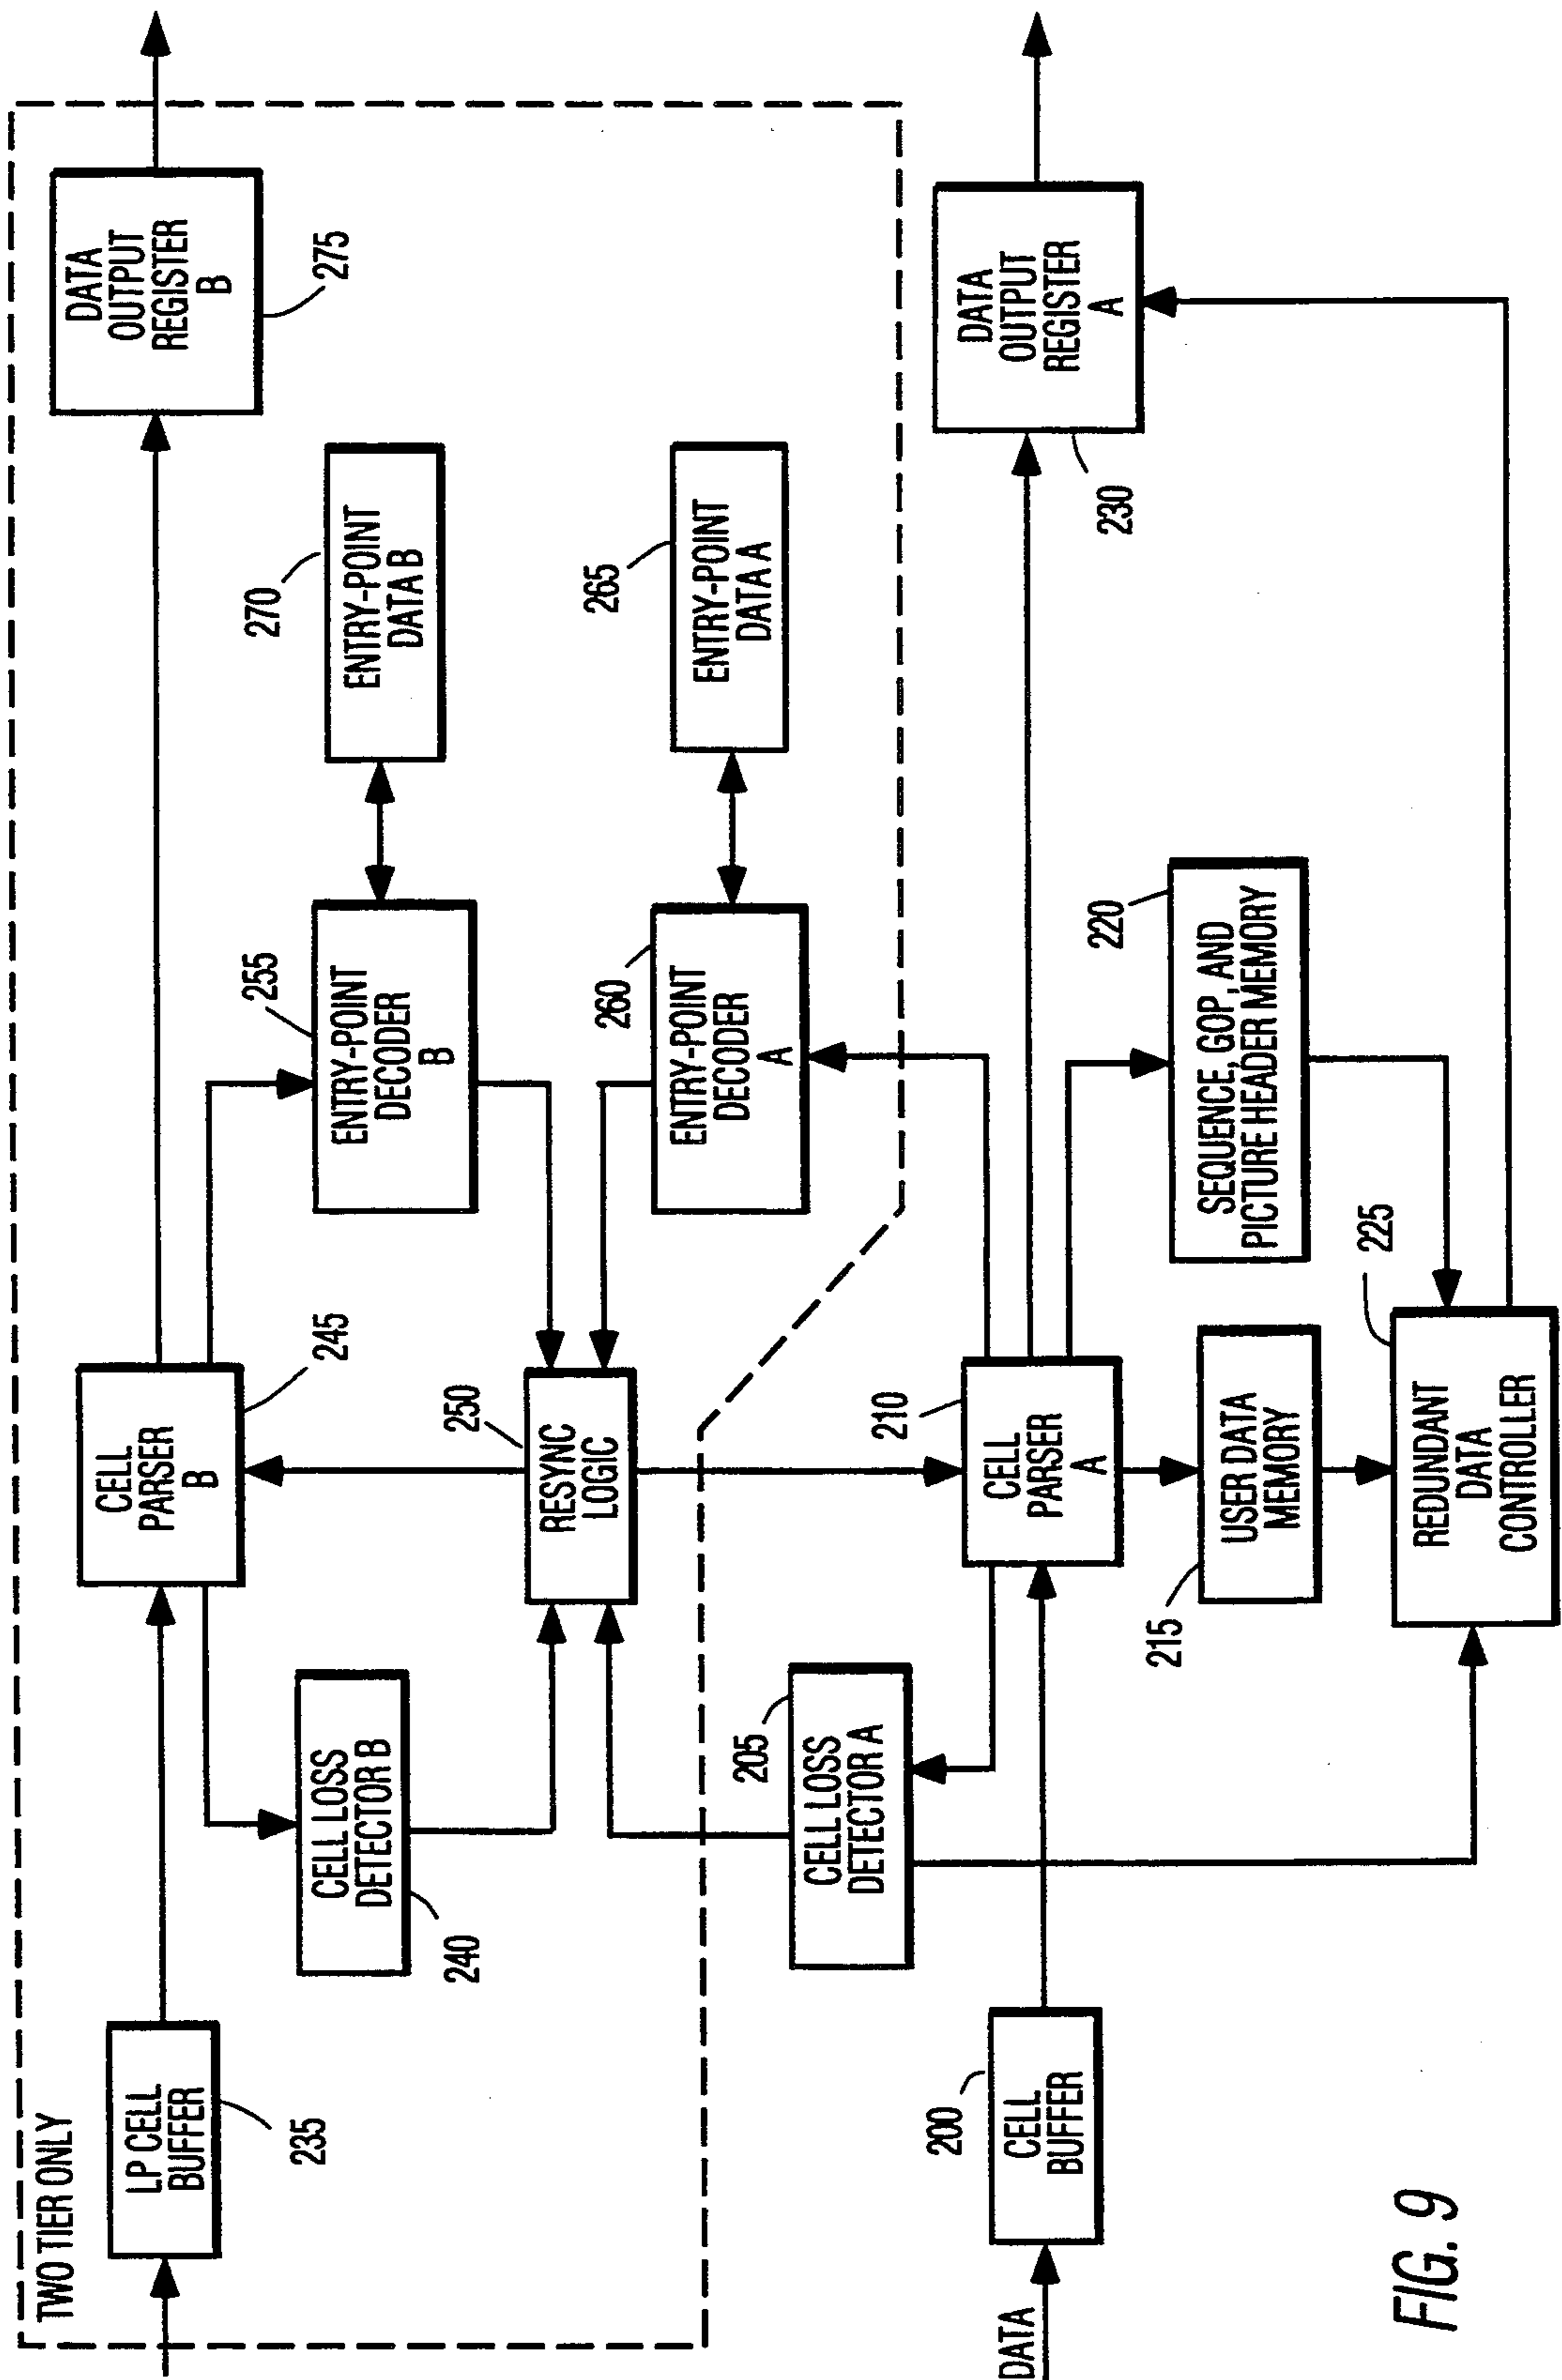 TWO TIER ONLY
LP CELL
BUFFER
235
CELL LOSS
DETECTOR B
240
CELL
PARSER
B
245
RESYNC
LOGIC
250
ENTRY-POINT
DECODER
B
255
ENTRY-POINT
DECODER
A
260
ENTRY-POINT
DATA B
270
ENTRY-POINT
DATA A
265
DATA
OUTPUT
REGISTER
B
275
DATA
CELL
BUFFER
200
CELL LOSS
DETECTOR A
205
CELL
PARSER
A
210
USER DATA
MEMORY
215
SEQUENCE, GOP, AND
PICTURE HEADER MEMORY
220
REDUNDANT
DATA
CONTROLLER
225
DATA
OUTPUT
REGISTER
A
230
FIG. 9